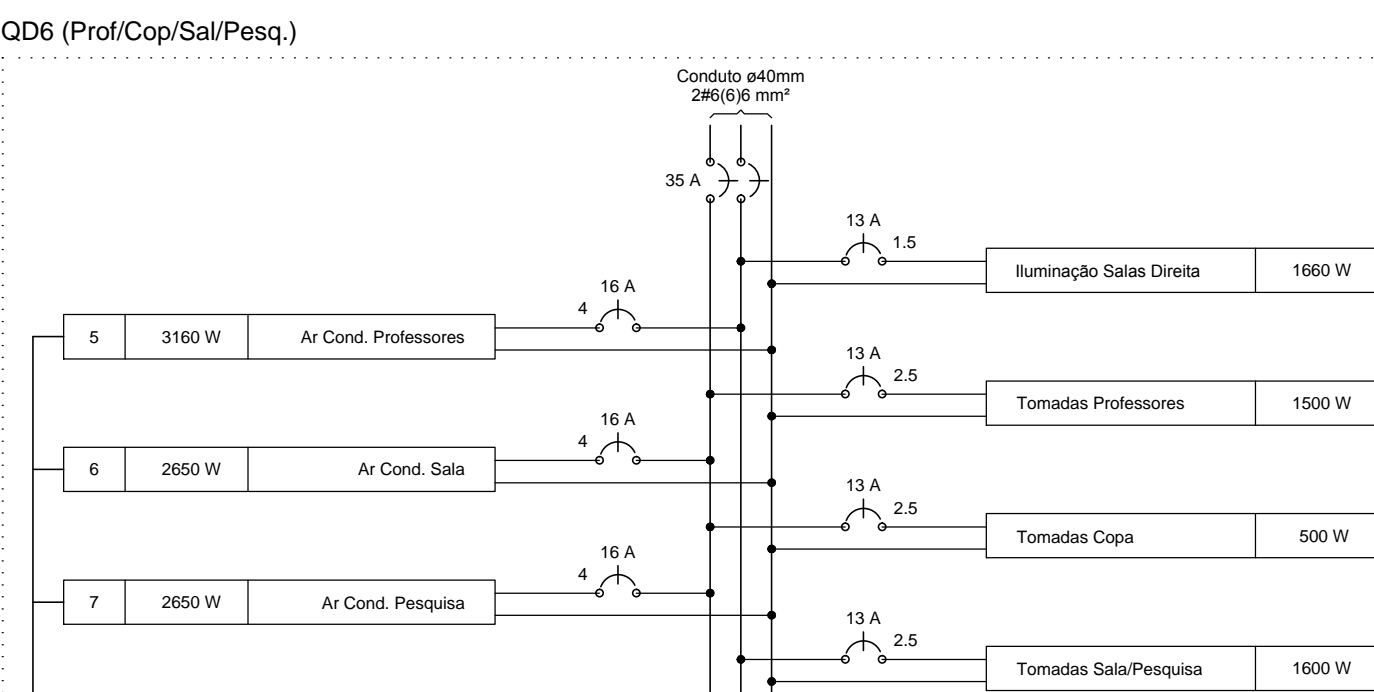 QD6 (Prof/Cop/Sal/Pesq.)
Conduto ø40mm
2#6(6)6 mm²
35 A
13 A
1.5
Iluminação Salas Direita 1660 W
16 A
4
5 3160 W Ar Cond. Professores
13 A
2.5
Tomadas Professores 1500 W
16 A
4
6 2650 W Ar Cond. Sala
13 A
2.5
Tomadas Copa 500 W
16 A
4
7 2650 W Ar Cond. Pesquisa
13 A
2.5
Tomadas Sala/Pesquisa 1600 W